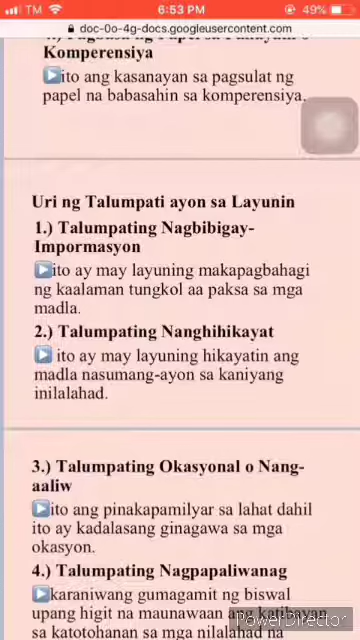 TM 6:53 PM 49%
doc-0o-4g-docs.googleusercontent.com
Komperensiya
ito ang kasanayan sa pagsulat ng
papel na babasahin sa komperensiya.
Uri ng Talumpati ayon sa Layunin
1.) Talumpating Nagbibigay-
Impormasyon
ito ay may layuning makapagbahagi
ng kaalaman tungkol aa paksa sa mga
madla.
2.) Talumpating Nanghihikayat
ito ay may layuning hikayatin ang
madla nasumang-ayon sa kaniyang
inilalahad.
3.) Talumpating Okasyonal o Nang-
aaliw
ito ang pinakapamilyar sa lahat dahil
ito ay kadalasang ginagawa sa mga
okasyon.
4.) Talumpating Nagpapaliwanag
karaniwang gumagamit ng biswal
upang higit na maunawaan ang katibayan
sa katotohanan sa mga nilalahad na
PowerDirector